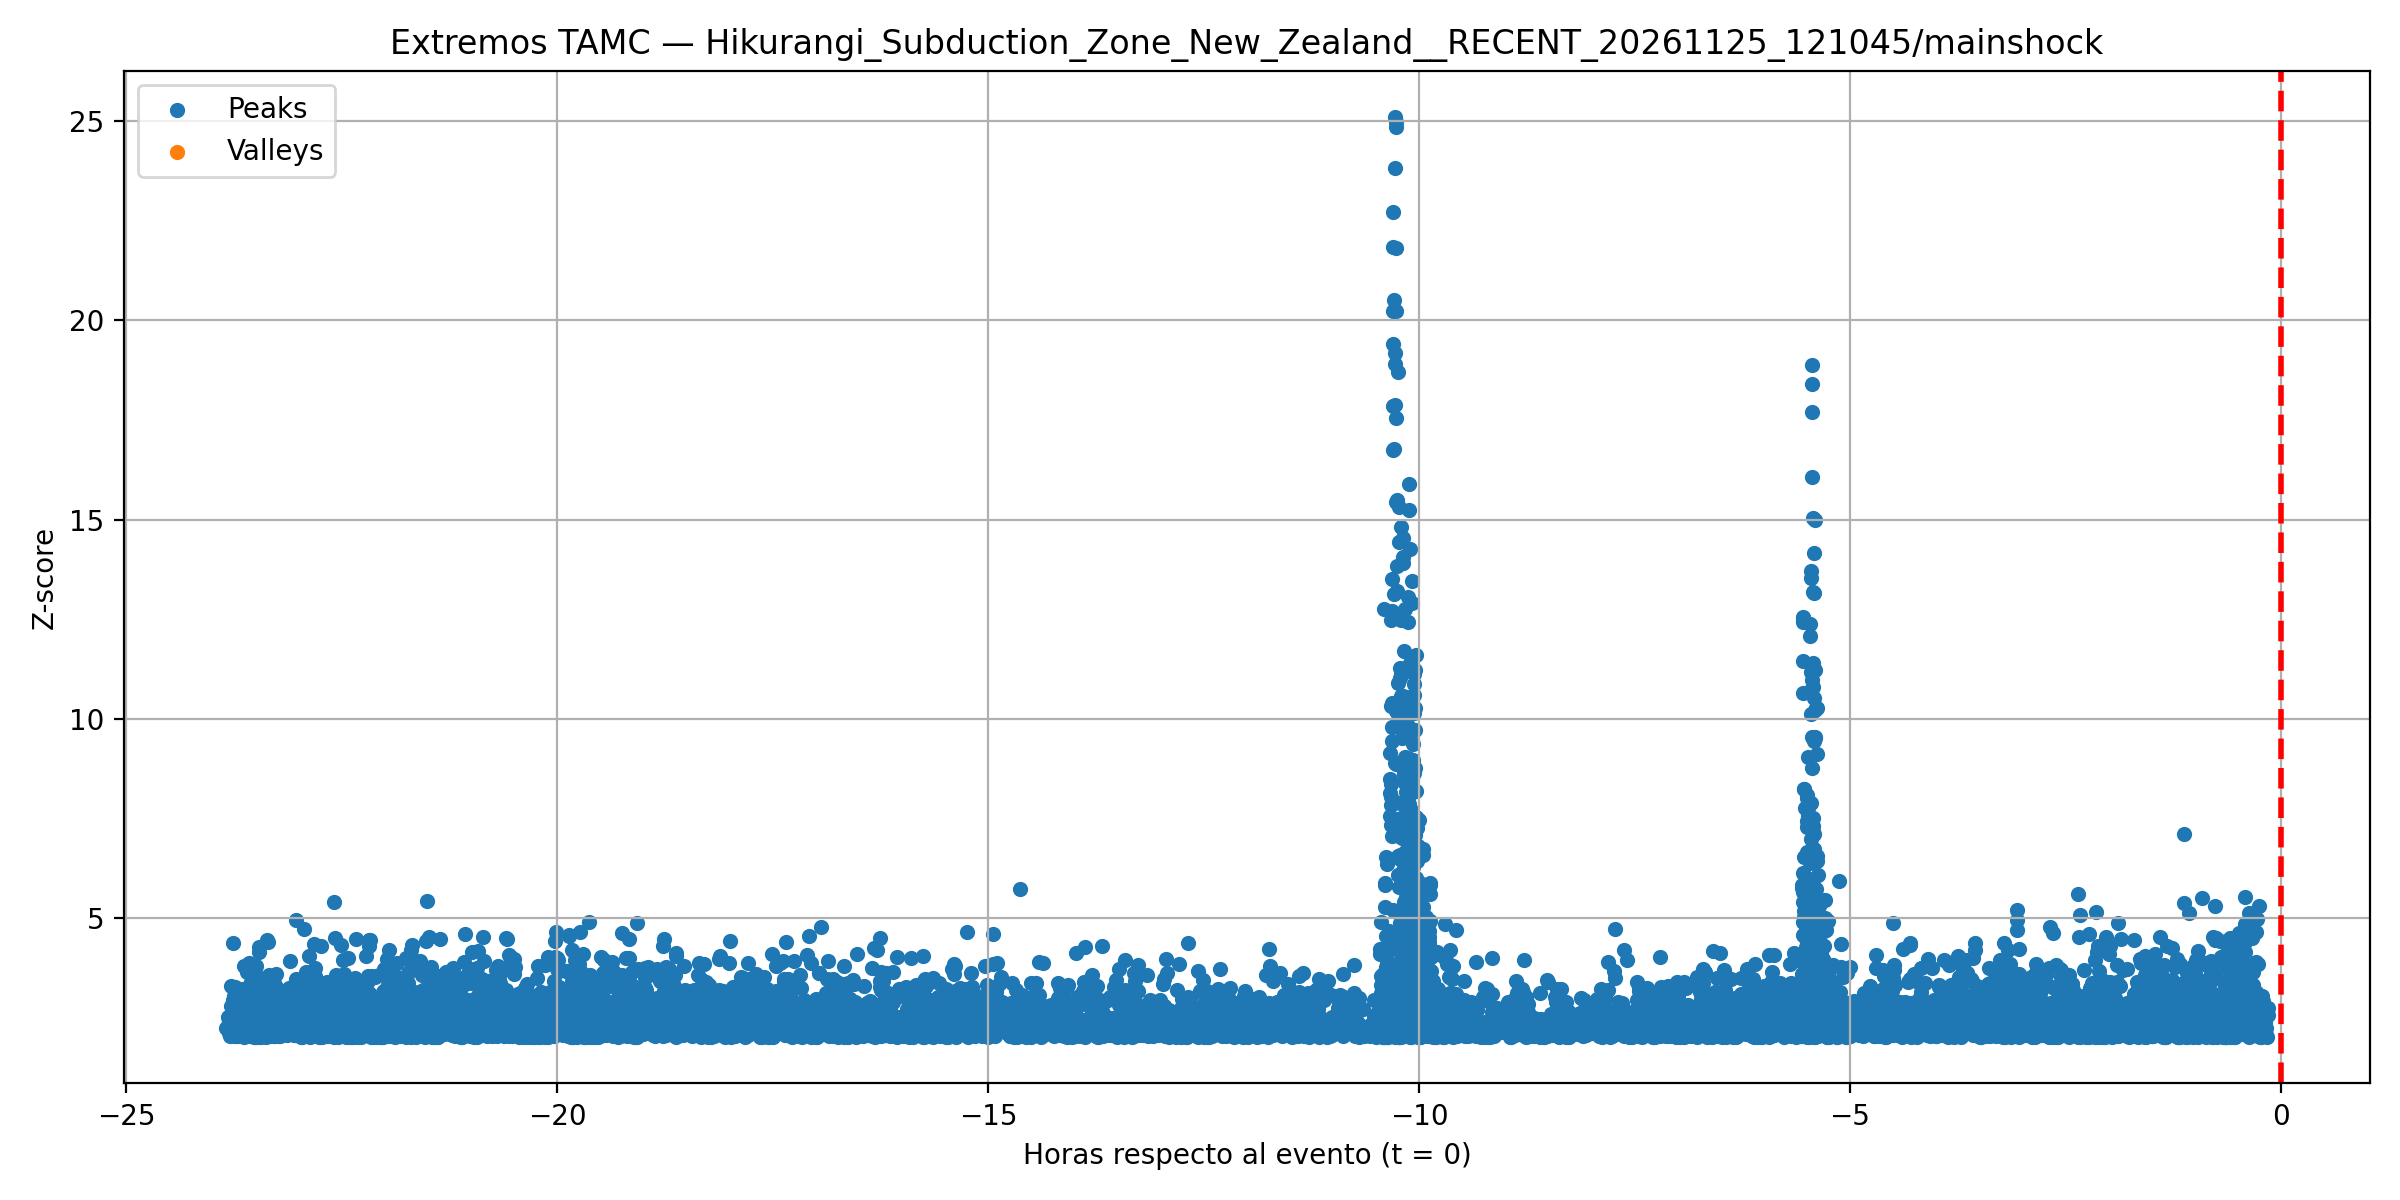 Extremos TAMC — Hikurangi_Subduction_Zone_New_Zealand__RECENT_20261125_121045/mainshock
Peaks
Valleys
25
20
15
10
5
Z-score
−25
−20
−15
−10
−5
0
Horas respecto al evento (t = 0)